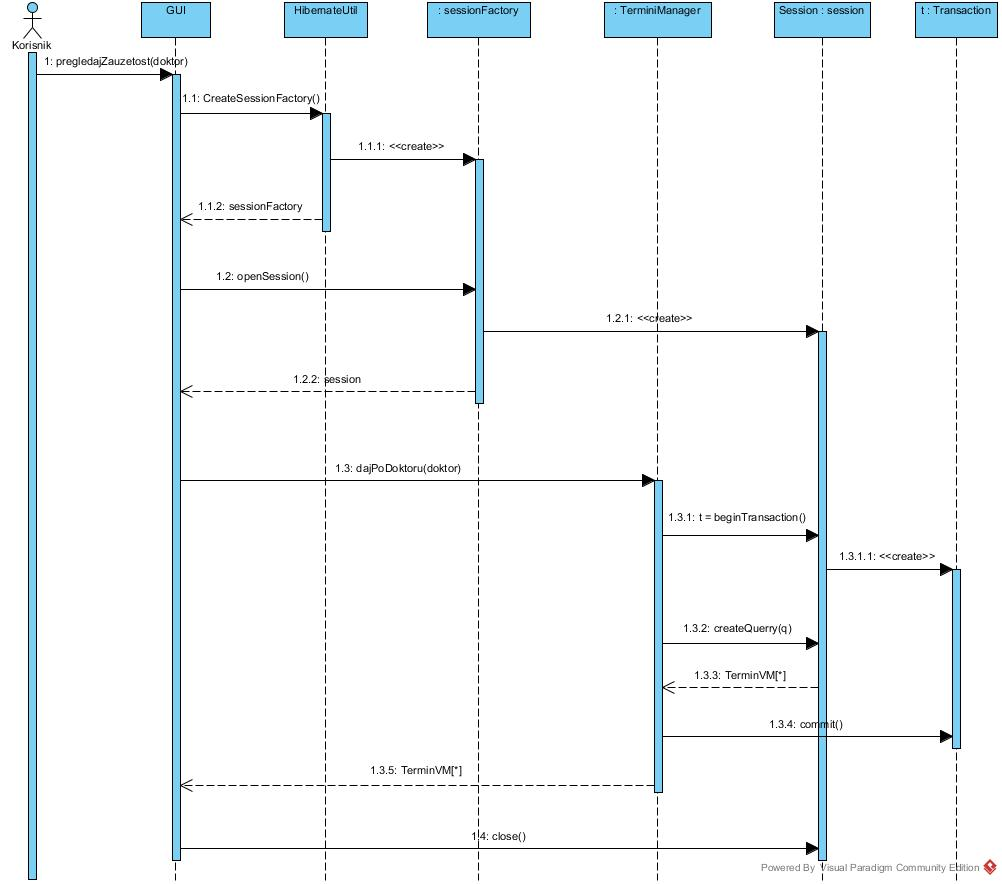 GUI
HibernateUtil
: sessionFactory
: TerminiManager
Session : session
t : Transaction
Korisnik
1: pregledajZauzetost(doktor)
1.1: CreateSessionFactory()
1.1.1: <<create>>
1.1.2: sessionFactory
1.2: openSession()
1.2.1: <<create>>
1.2.2: session
1.3: dajPoDoktoru(doktor)
1.3.1: t = beginTransaction()
1.3.1.1: <<create>>
1.3.2: createQuerry(q)
1.3.3: TerminVM[*]
1.3.4: commit()
1.3.5: TerminVM[*]
1.4: close()
Powered By Visual Paradigm Community Edition